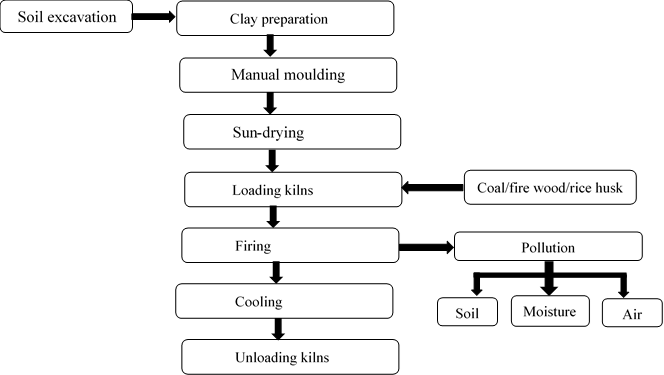 Soil excavation
Clay preparation
Manual moulding
Sun-drying
Loading kilns
Coal/fire wood/rice husk
Firing
Pollution
Cooling
Soil
Moisture
Air
Unloading kilns